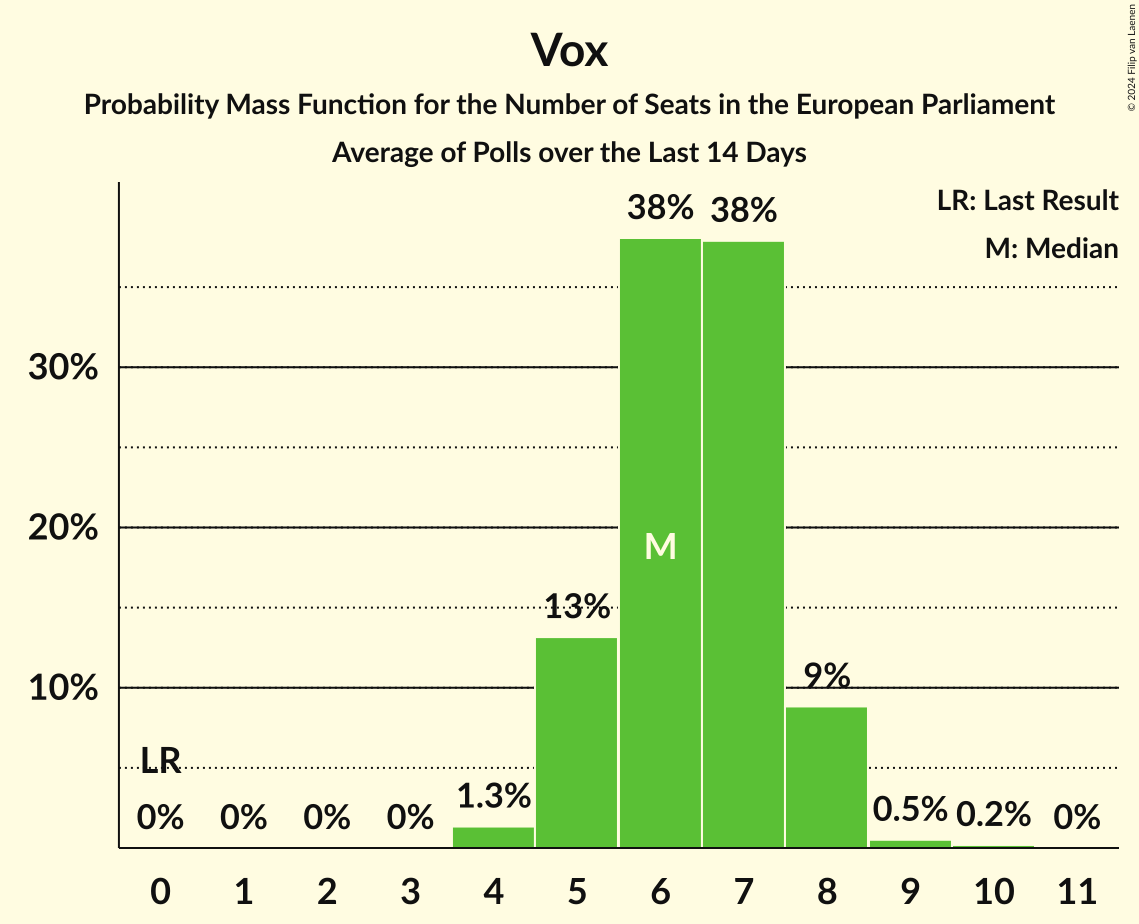 Vox
Probability Mass Function for the Number of Seats in the European Parliament
Average of Polls over the Last 14 Days
© 2024 Filip van Laenen
LR: Last Result
M: Median
38% 38%
30%
20%
M
13%
10%
9%
LR
0% 0% 0% 0% 1.3% 0.5% 0.2% 0%
0 1 2 3 4 5 6 7 8 9 10 11